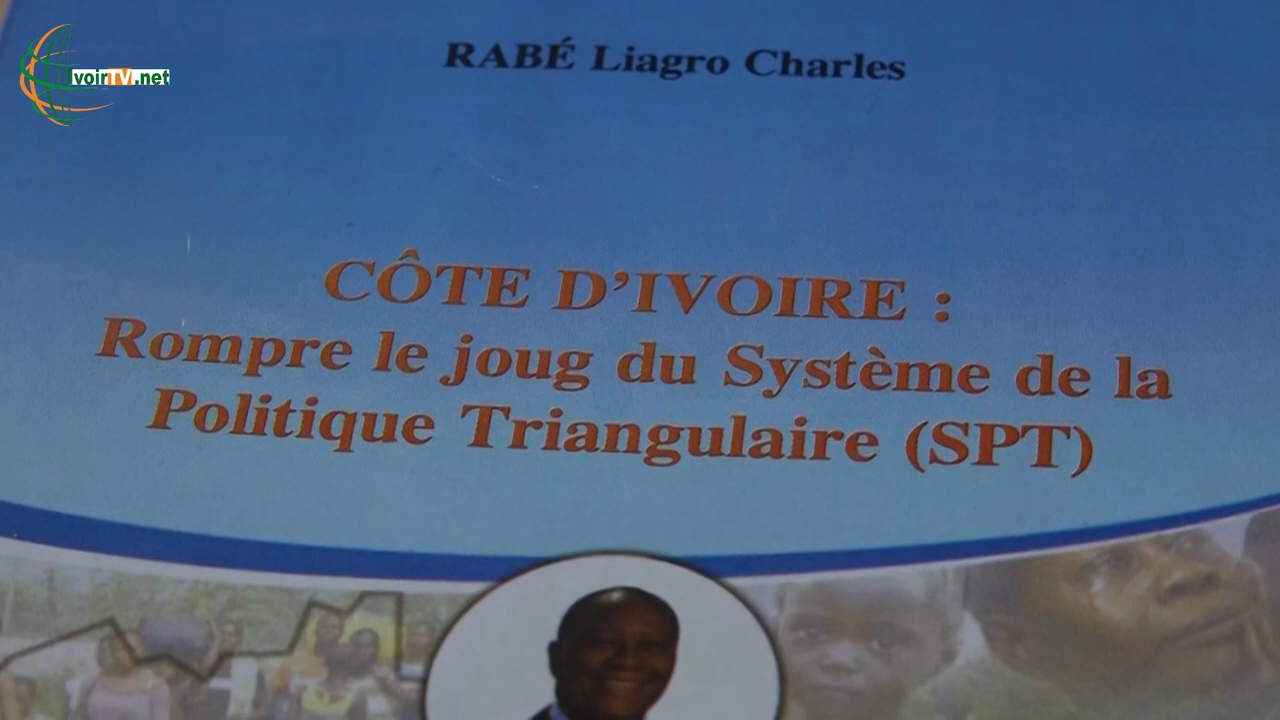 IvoirTV.net
RABÉ Liagro Charles
CÔTE D'IVOIRE :
Rompre le joug du Système de la
Politique Triangulaire (SPT)